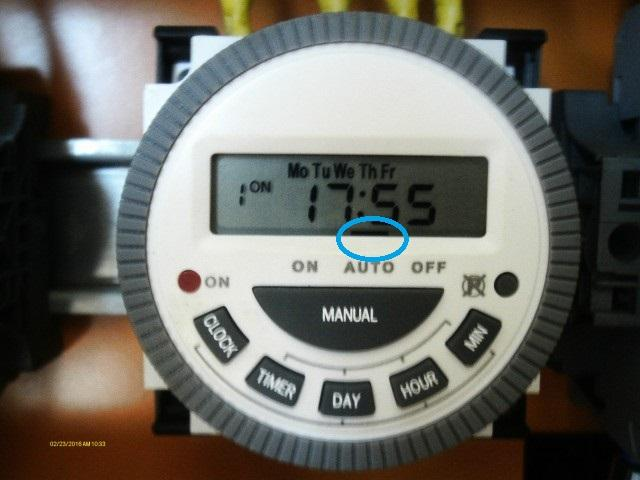 Mo Tu We Th Fr
1 ON 17:55
ON AUTO OFF
ON R
MANUAL
CLOCK TIMER DAY HOUR MIN
02/23/2016 AM 10:33